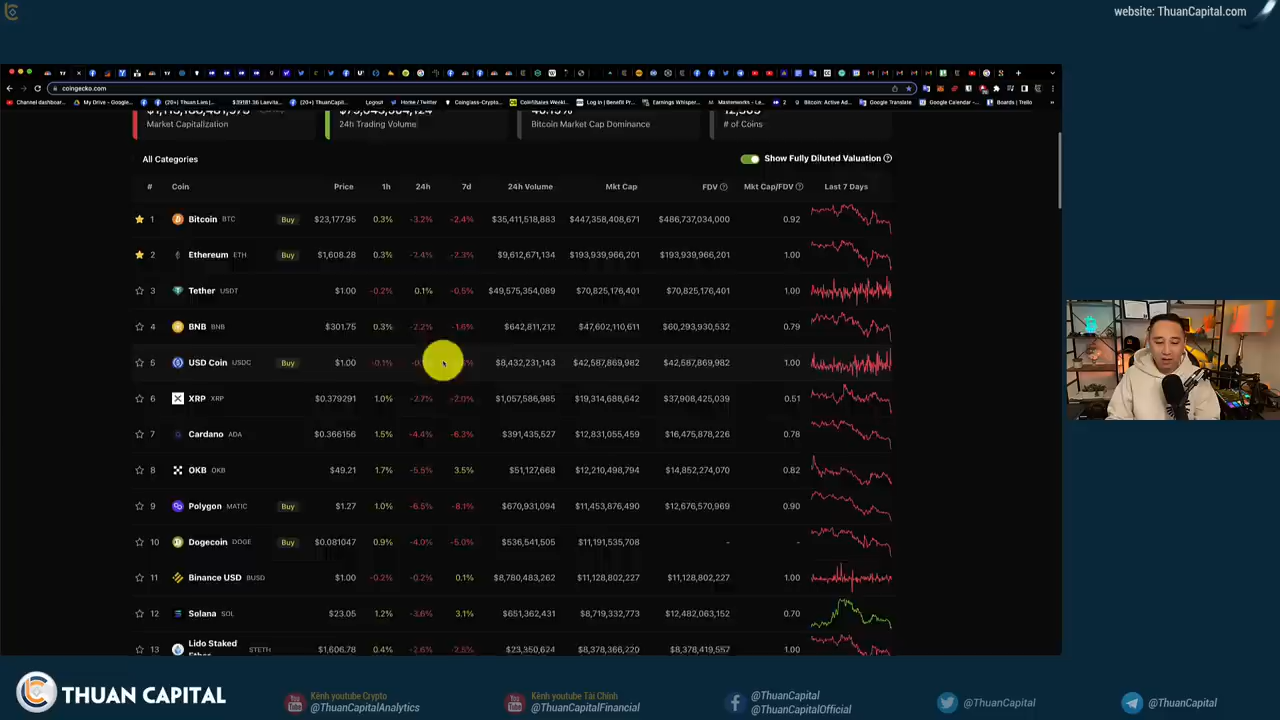 website: ThuanCapital.com
coingecko.com
Market Capitalization
24h Trading Volume
Bitcoin Market Cap Dominance
# of Coins
All Categories
Show Fully Diluted Valuation
# Coin Price 1h 24h 7d 24h Volume Mkt Cap FDV Mkt Cap/FDV Last 7 Days
1 Bitcoin BTC Buy $23,177.95 0.3% -3.2% -2.4% $35,411,518,883 $447,358,408,671 $486,737,034,000 0.92
2 Ethereum ETH Buy $1,608.28 0.3% -2.4% -2.3% $9,612,671,134 $193,939,966,201 $193,939,966,201 1.00
3 Tether USDT $1.00 -0.2% 0.1% -0.5% $49,575,354,089 $70,825,176,401 $70,825,176,401 1.00
4 BNB BNB $301.75 0.3% -2.2% -1.6% $642,811,212 $47,602,110,611 $60,293,930,532 0.79
USD Coin USDC Buy $1.00 -0.1% $8,432,231,143 $42,587,869,982 $42,587,869,982 1.00
6 XRP XRP $0.379291 1.0% -2.7% -2.0% $1,057,586,985 $19,314,688,642 $37,908,425,039 0.51
7 Cardano ADA $0.366156 1.5% -4.4% -6.3% $391,435,527 $12,831,055,459 $16,475,878,226 0.78
8 OKB OKB $49.21 1.7% -5.5% 3.5% $51,127,668 $12,210,498,794 $14,852,274,070 0.82
9 Polygon MATIC Buy $1.27 1.0% -6.5% -8.1% $670,931,094 $11,453,876,490 $12,676,570,969 0.90
10 Dogecoin DOGE Buy $0.081047 0.9% -4.0% -5.0% $536,541,505 $11,191,535,708 - -
11 Binance USD BUSD $1.00 -0.2% -0.2% 0.1% $8,780,483,262 $11,128,802,227 $11,128,802,227 1.00
12 Solana SOL $23.05 1.2% -3.6% 3.1% $651,362,431 $8,719,332,773 $12,482,063,152 0.70
13 Lido Staked Ether STETH $1,606.78 0.4% -2.6% -2.5% $23,350,624 $8,378,366,220 $8,378,419,557 1.00
THUAN CAPITAL
Kênh youtube Crypto
@ThuanCapitalAnalytics
Kênh youtube Tài Chính
@ThuanCapitalFinancial
@ThuanCapital
@ThuanCapitalOfficial
@ThuanCapital
@ThuanCapital